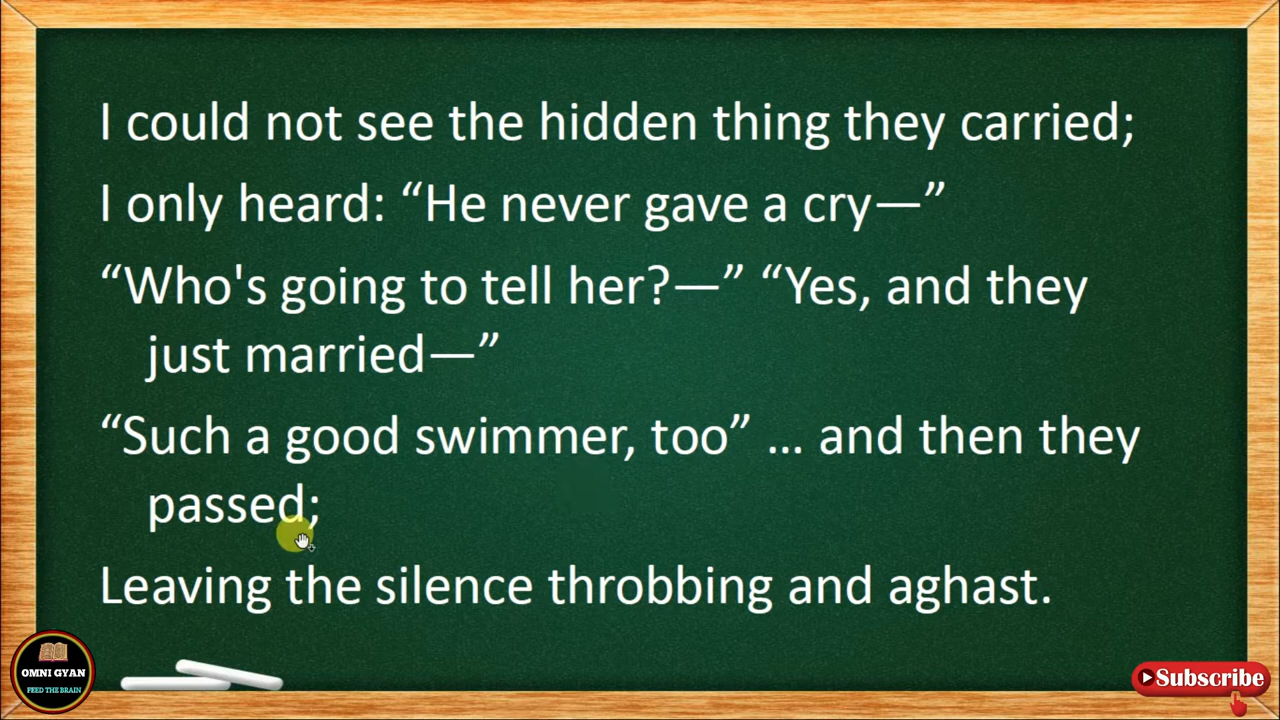 I could not see the hidden thing they carried;
I only heard: “He never gave a cry—”
“Who's going to tell her?—” “Yes, and they
just married—”
“Such a good swimmer, too” … and then they
passed;
Leaving the silence throbbing and aghast.
OMNI GYAN
FEED THE BRAIN
Subscribe